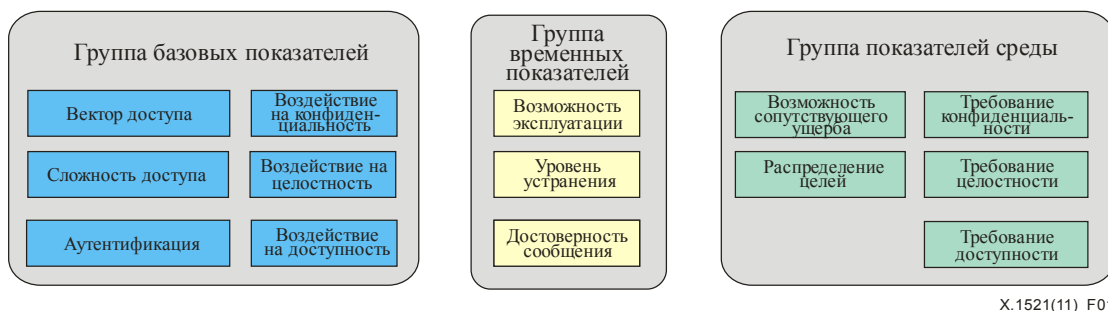 Группа базовых показателей
Вектор доступа
Воздействие
на конфиден-
циальность
Сложность доступа
Воздействие на
целостность
Аутентификация
Воздействие
на доступность
Группа
временных
показателей
Возможность
эксплуатации
Уровень
устранения
Достоверность
сообщения
Группа показателей среды
Возможность
сопутствующего
ущерба
Требование
конфиденциаль-
ности
Распределение
целей
Требование
целостности
Требование
доступности
X.1521(11)_F01